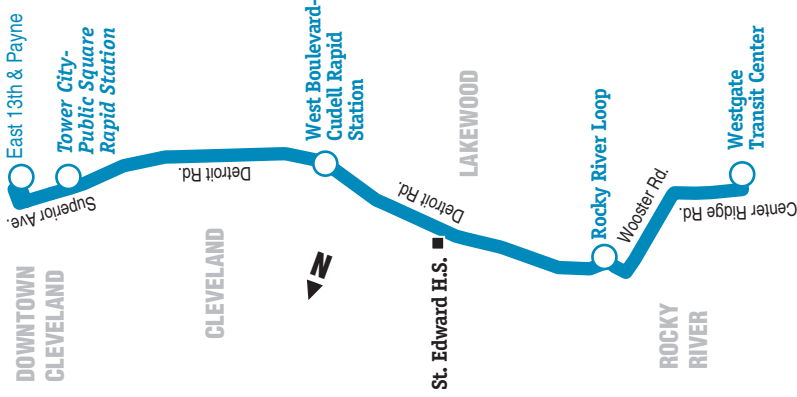 East 13th & Payne
Tower City-
Public Square
Rapid Station
Superior Ave.
DOWNTOWN
CLEVELAND
Detroit Rd.
CLEVELAND
West Boulevard-
Cudell Rapid
Station
N
LAKEWOOD
Detroit Rd.
St. Edward H.S.
Rocky River Loop
Wooster Rd.
ROCKY
RIVER
Center Ridge Rd.
Westgate
Transit Center